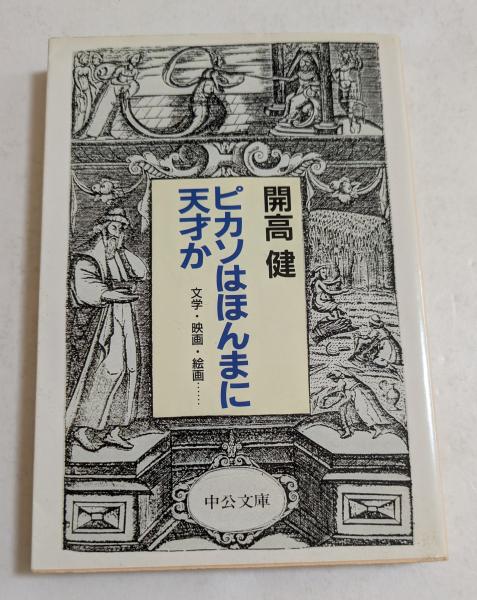 開高 健
ピカソはほんまに
天才か
文学・映画・絵画……
中公文庫